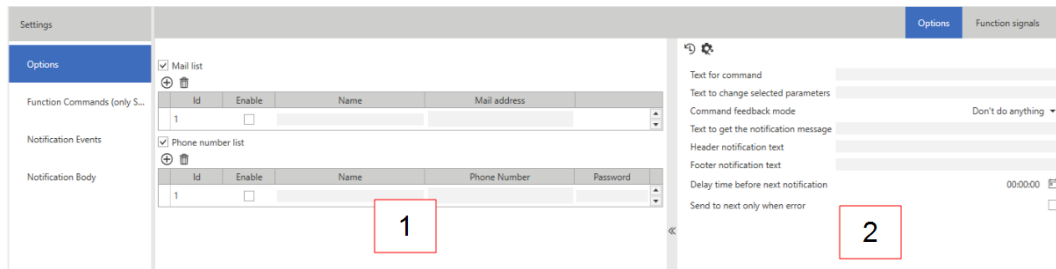 Settings
Options
Function signals
Options
Function Commands (only S...
Notification Events
Notification Body
Mail list
Id Enable Name Mail address
1
Phone number list
Id Enable Name Phone Number Password
1
1
Text for command
Text to change selected parameters
Command feedback mode Don't do anything
Text to get the notification message
Header notification text
Footer notification text
Delay time before next notification 00:00:00
Send to next only when error
2